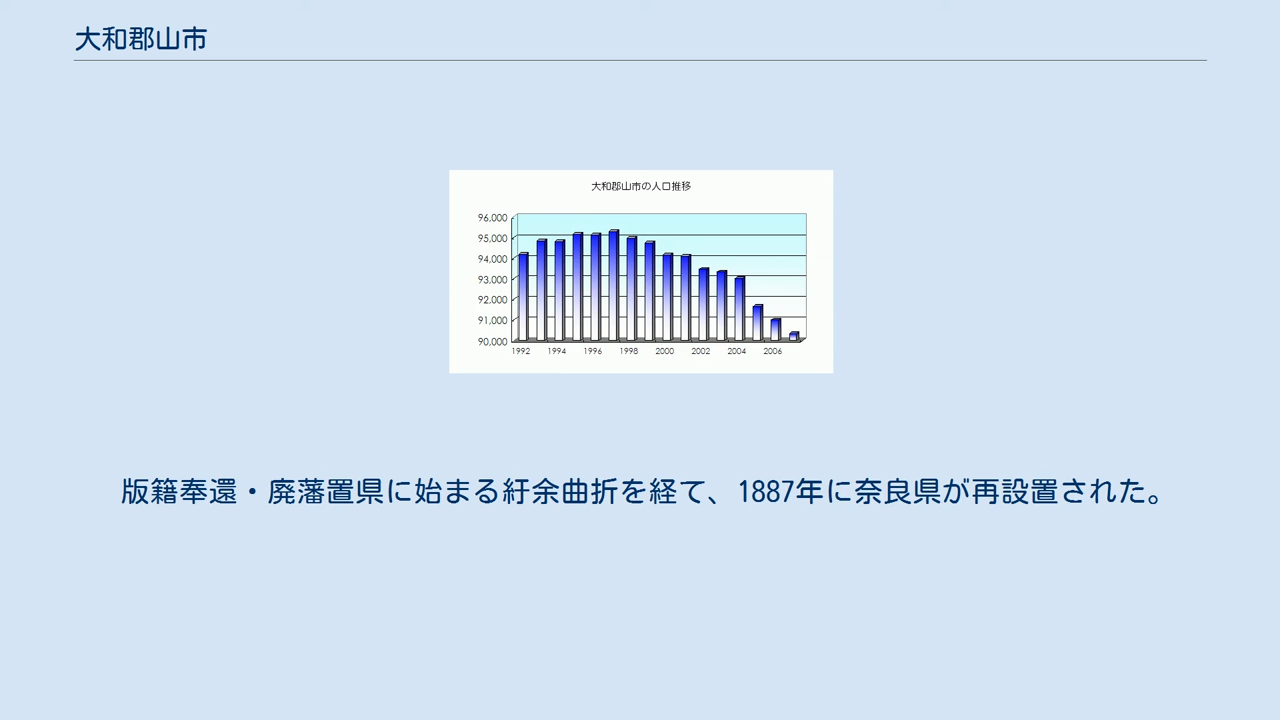 大和郡山市
大和郡山市の人口推移
96,000
95,000
94,000
93,000
92,000
91,000
90,000
1992 1994 1996 1998 2000 2002 2004 2006
版籍奉還・廃藩置県に始まる紆余曲折を経て、1887年に奈良県が再設置された。